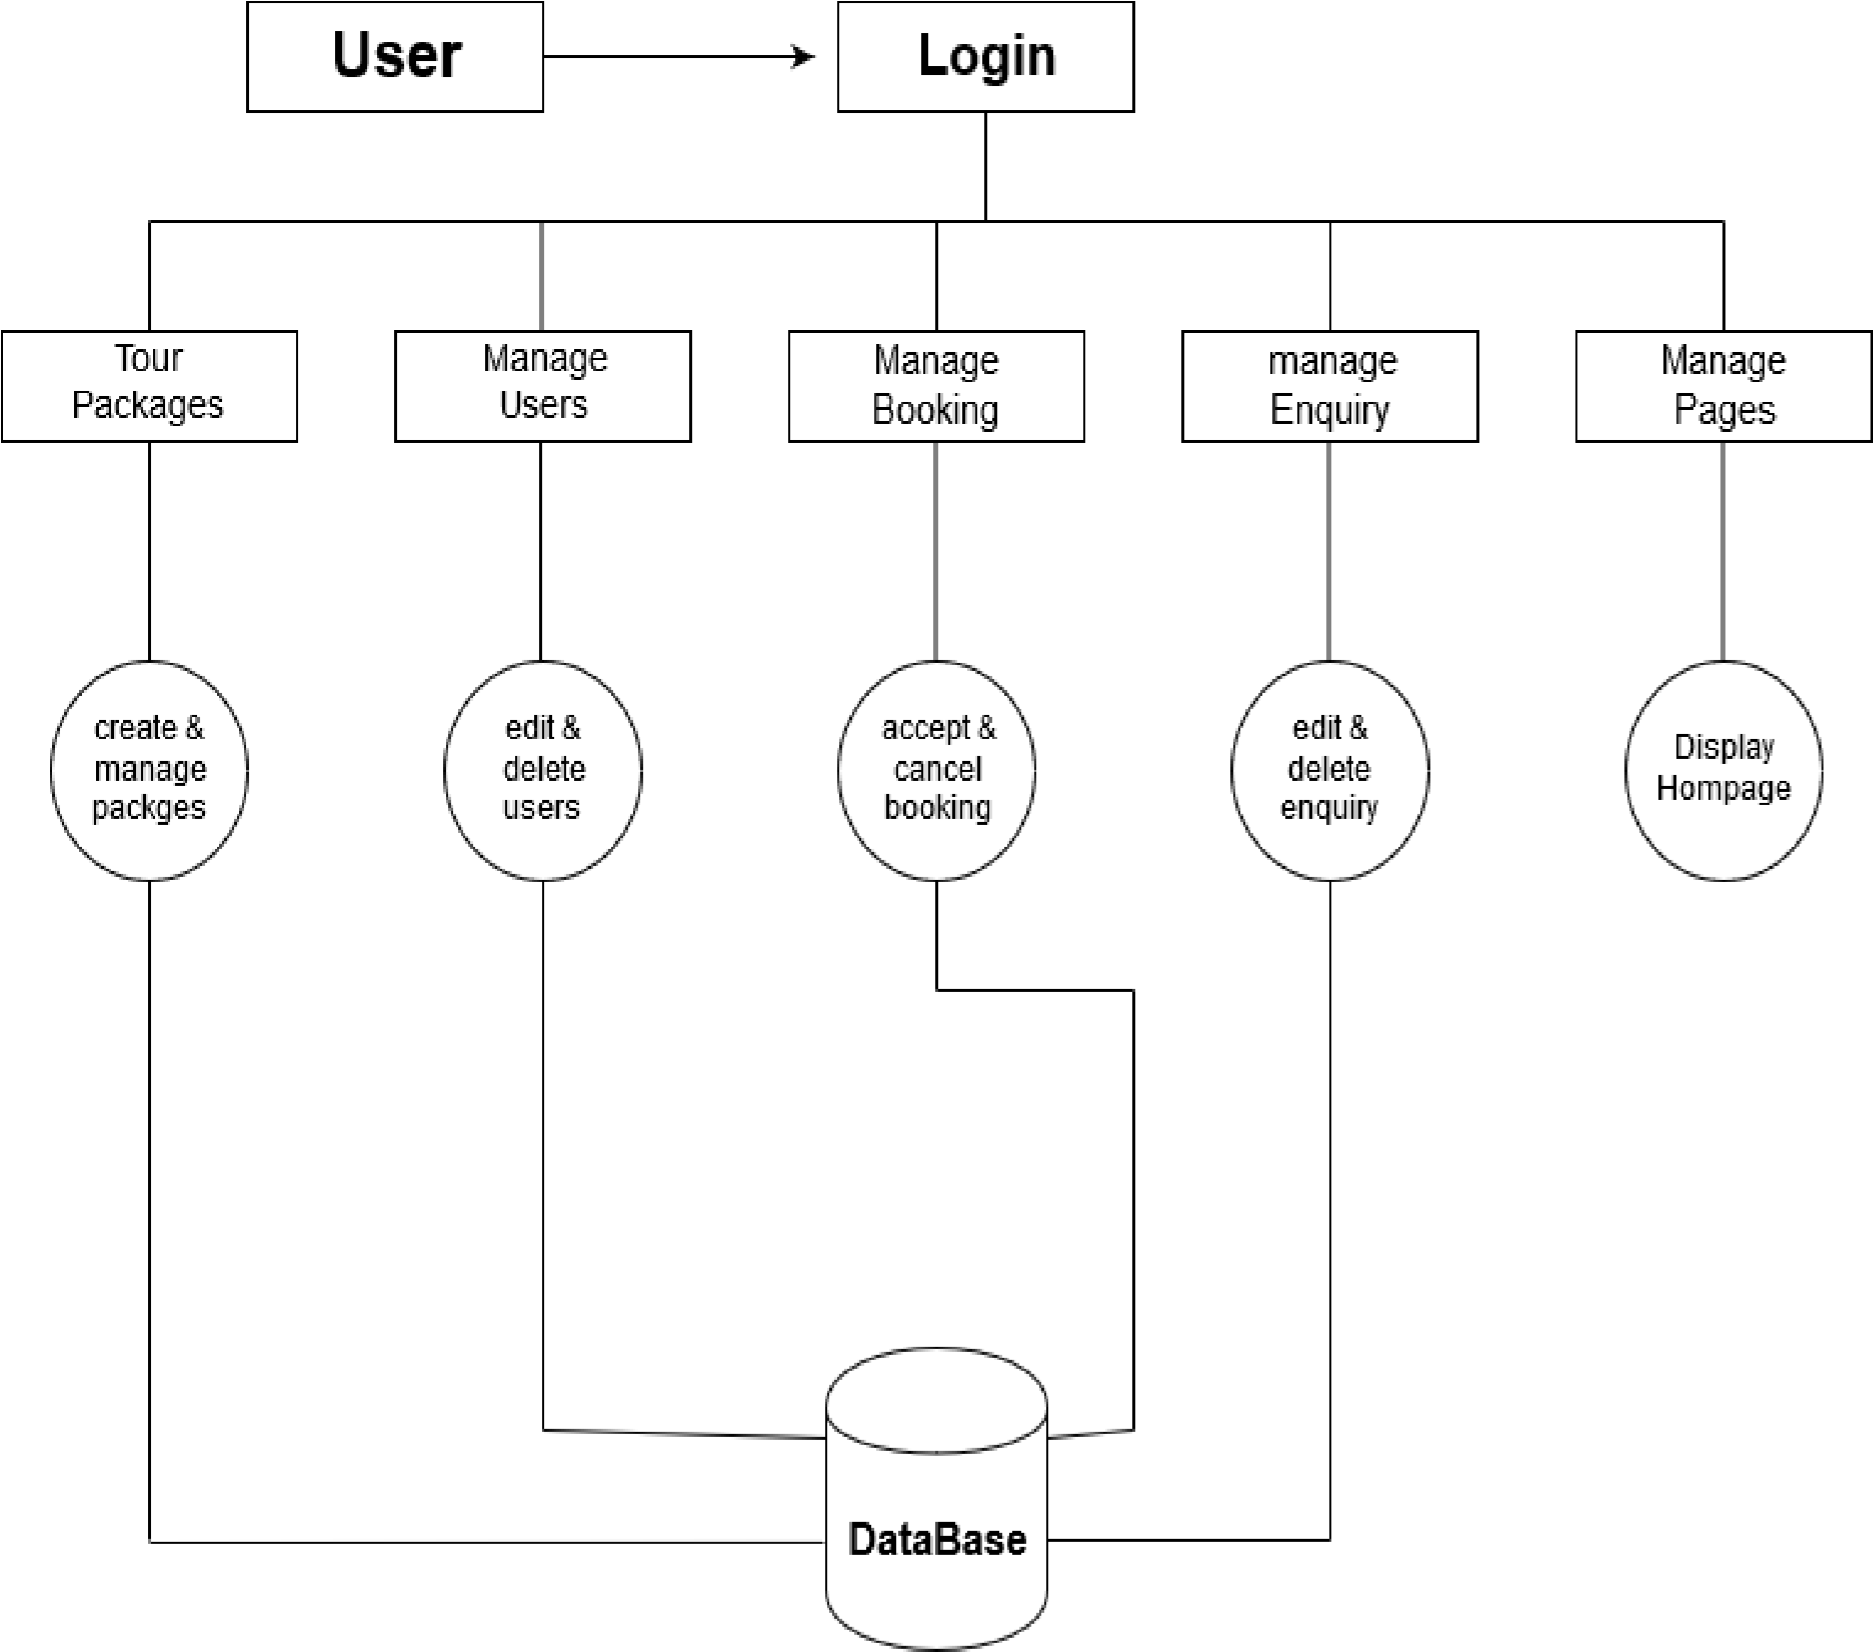 User
Login
Tour
Packages
Manage
Users
Manage
Booking
manage
Enquiry
Manage
Pages
create &
manage
packges
edit &
delete
users
accept &
cancel
booking
edit &
delete
enquiry
Display
Hompage
DataBase